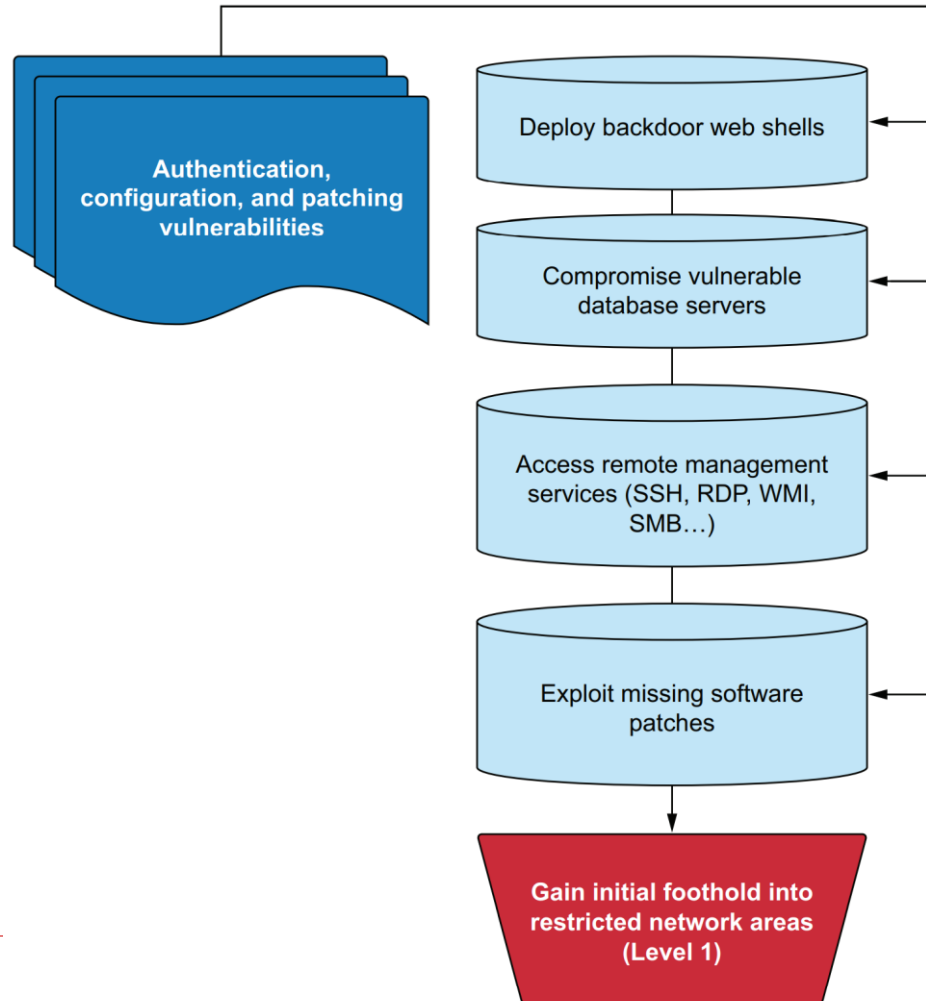 Authentication,
configuration, and patching
vulnerabilities
Deploy backdoor web shells
Compromise vulnerable
database servers
Access remote management
services (SSH, RDP, WMI,
SMB…)
Exploit missing software
patches
Gain initial foothold into
restricted network areas
(Level 1)